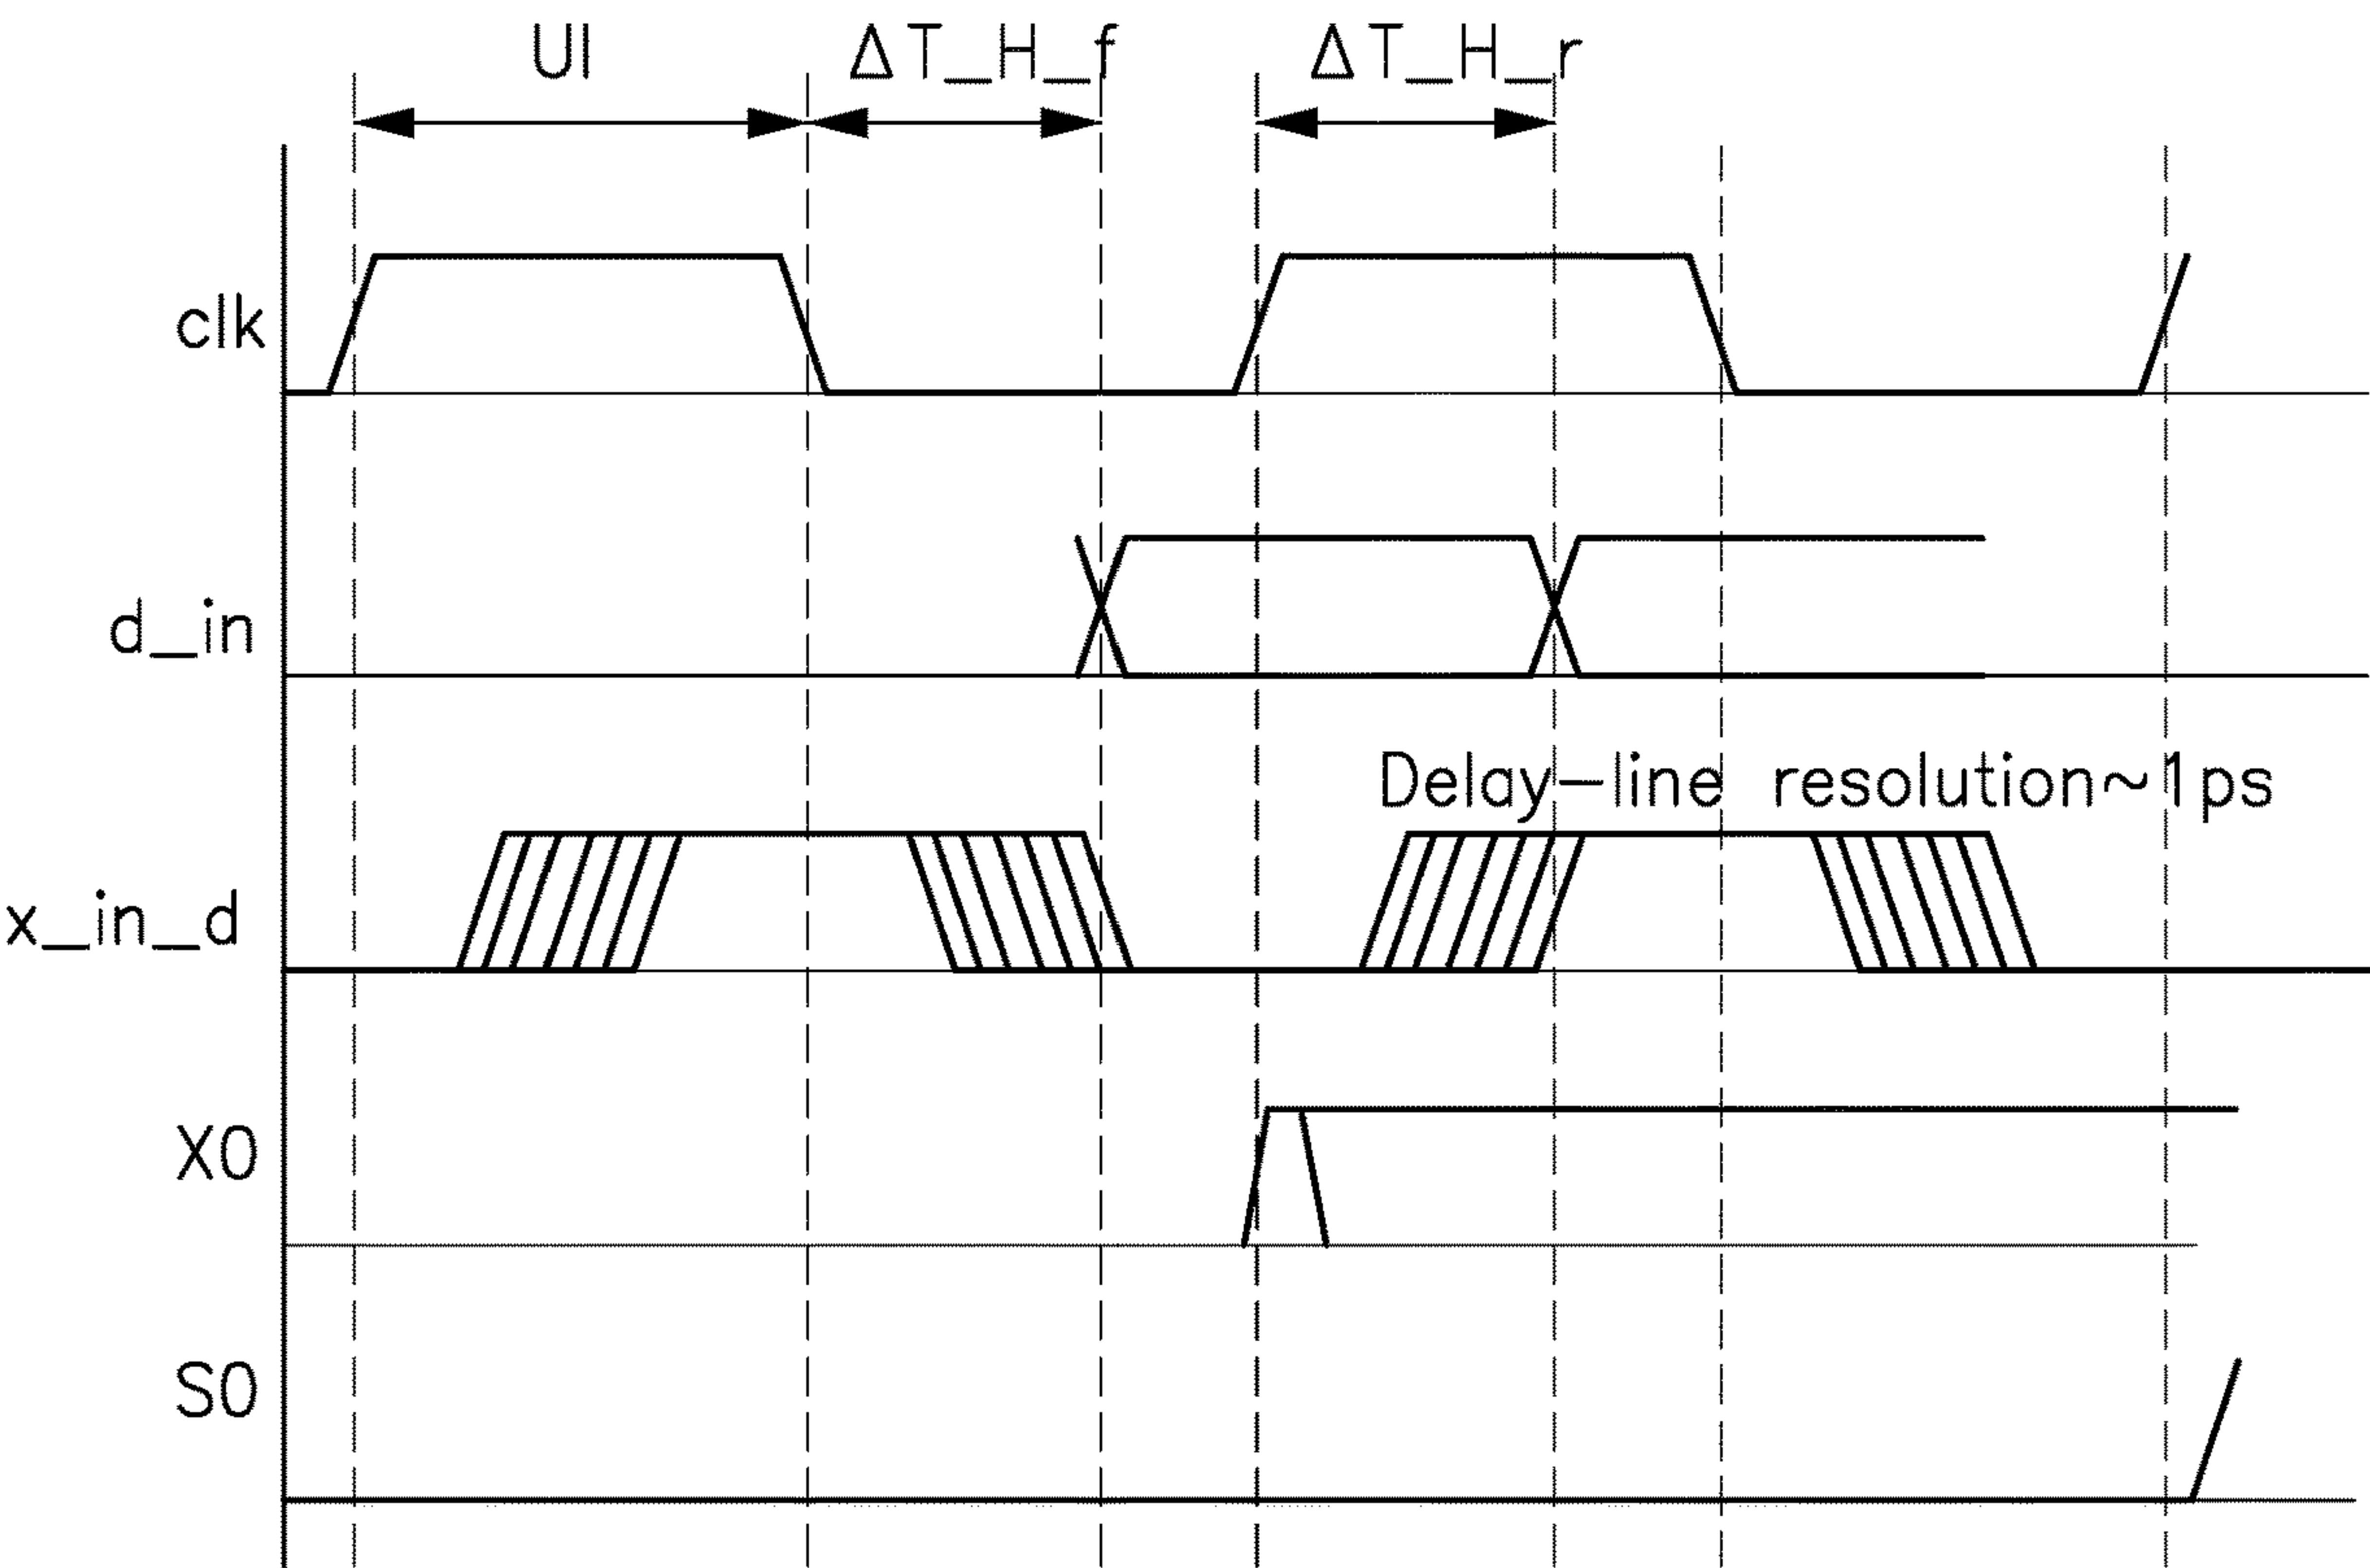 UI
ΔT_H_f
ΔT_H_r
clk
d_in
Delay-line resolution~1ps
x_in_d
X0
S0